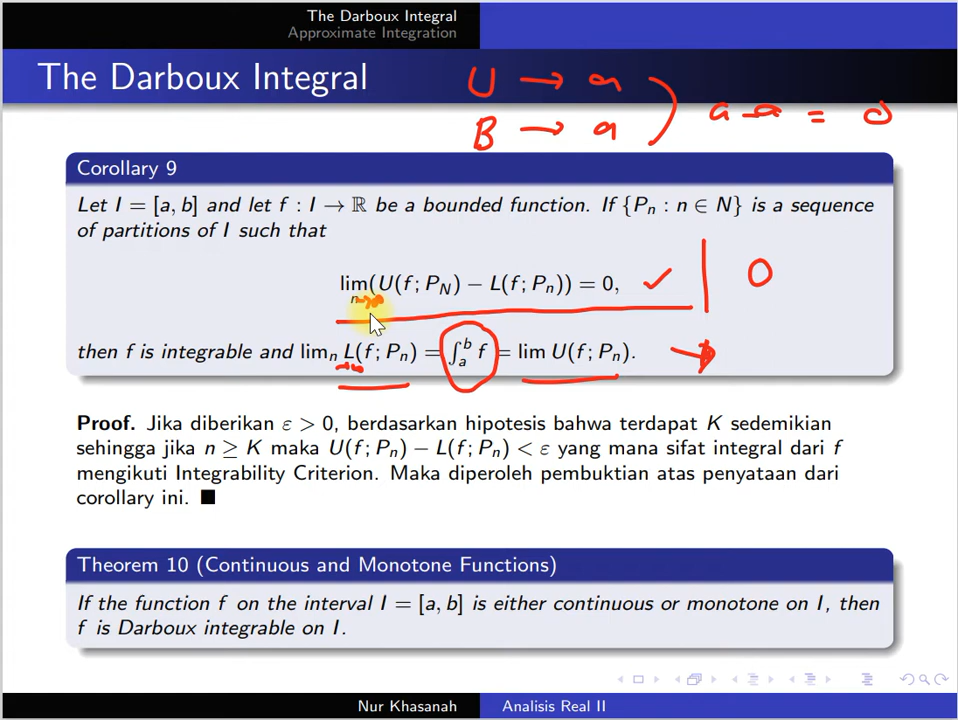 The Darboux Integral
Approximate Integration
The Darboux Integral
U → a
B → a
a - a = 0
Corollary 9
Let I = [a, b] and let f : I → ℝ be a bounded function. If {Pₙ : n ∈ N} is a sequence
of partitions of I such that
lim(U(f; P_N) − L(f; Pₙ)) = 0, ✓ | 0
n→∞
then f is integrable and limₙ L(f; Pₙ) = ∫ₐᵇ f = lim U(f; Pₙ). →
→∞
Proof. Jika diberikan ε > 0, berdasarkan hipotesis bahwa terdapat K sedemikian
sehingga jika n ≥ K maka U(f; Pₙ) − L(f; Pₙ) < ε yang mana sifat integral dari f
mengikuti Integrability Criterion. Maka diperoleh pembuktian atas penyataan dari
corollary ini. ■
Theorem 10 (Continuous and Monotone Functions)
If the function f on the interval I = [a, b] is either continuous or monotone on I, then
f is Darboux integrable on I.
Nur Khasanah Analisis Real II